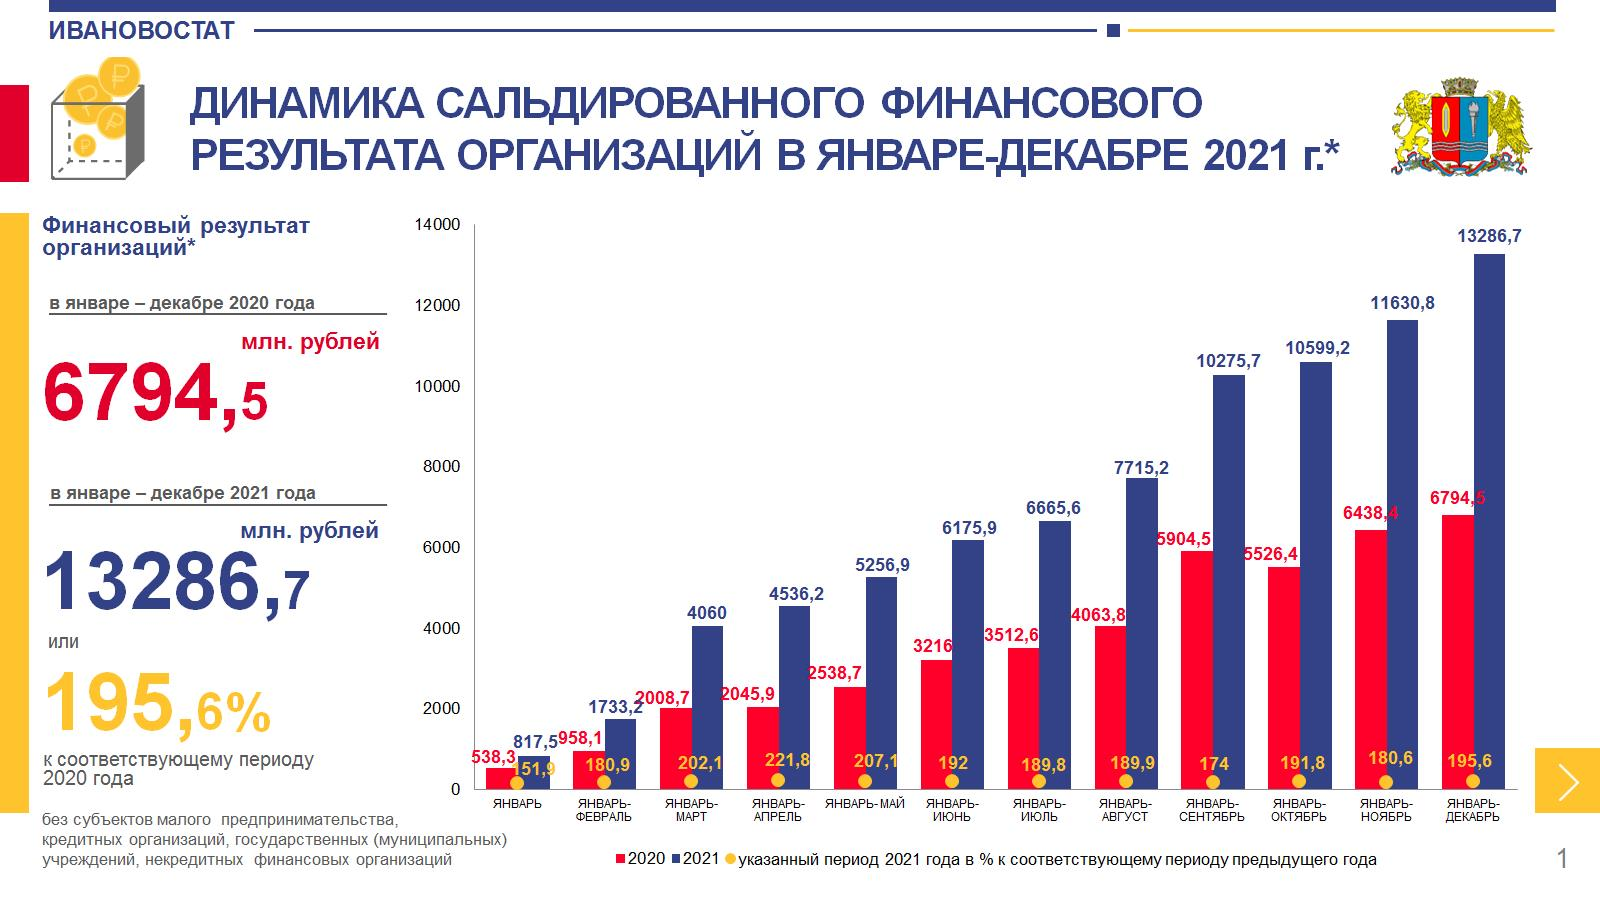 ИВАНОВОСТАТ
ДИНАМИКА САЛЬДИРОВАННОГО ФИНАНСОВОГО
РЕЗУЛЬТАТА ОРГАНИЗАЦИЙ В ЯНВАРЕ-ДЕКАБРЕ 2021 г.*
Финансовый результат
организаций*
в январе – декабре 2020 года
млн. рублей
6794,5
в январе – декабре 2021 года
млн. рублей
13286,7
или
195,6%
к соответствующему периоду
2020 года
без субъектов малого предпринимательства,
кредитных организаций, государственных (муниципальных)
учреждений, некредитных финансовых организаций
14000
12000
10000
8000
6000
4000
2000
0
538,3
817,5
151,9
958,1
1733,2
180,9
2008,7
4060
202,1
2045,9
4536,2
221,8
2538,7
5256,9
207,1
3216
6175,9
192
3512,6
6665,6
189,8
4063,8
7715,2
189,9
5904,5
10275,7
174
5526,4
10599,2
191,8
6438,4
11630,8
180,6
6794,5
13286,7
195,6
ЯНВАРЬ
ЯНВАРЬ-
ФЕВРАЛЬ
ЯНВАРЬ-
МАРТ
ЯНВАРЬ-
АПРЕЛЬ
ЯНВАРЬ- МАЙ
ЯНВАРЬ-
ИЮНЬ
ЯНВАРЬ-
ИЮЛЬ
ЯНВАРЬ-
АВГУСТ
ЯНВАРЬ-
СЕНТЯБРЬ
ЯНВАРЬ-
ОКТЯБРЬ
ЯНВАРЬ-
НОЯБРЬ
ЯНВАРЬ-
ДЕКАБРЬ
2020 2021 указанный период 2021 года в % к соответствующему периоду предыдущего года
1